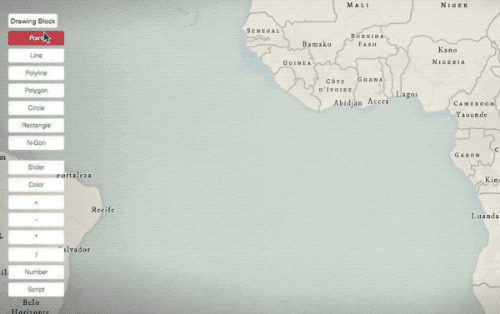 Drawing Block
Point
Line
Polyline
Polygon
Circle
Rectangle
N-Gon
Slider
Color
+
-
*
/
Number
Script
MALI
NIGER
SENEGAL
Bamako
BURKINA
FASO
Kano
NIGERIA
GUINEA
CÔTE
D'IVOIRE
GHANA
Abidjan
Accra
Lagos
CAMEROON
Yaounde
GABON
Kin
Luanda
ortaleza
Recife
alvador
Belo
Horizonte